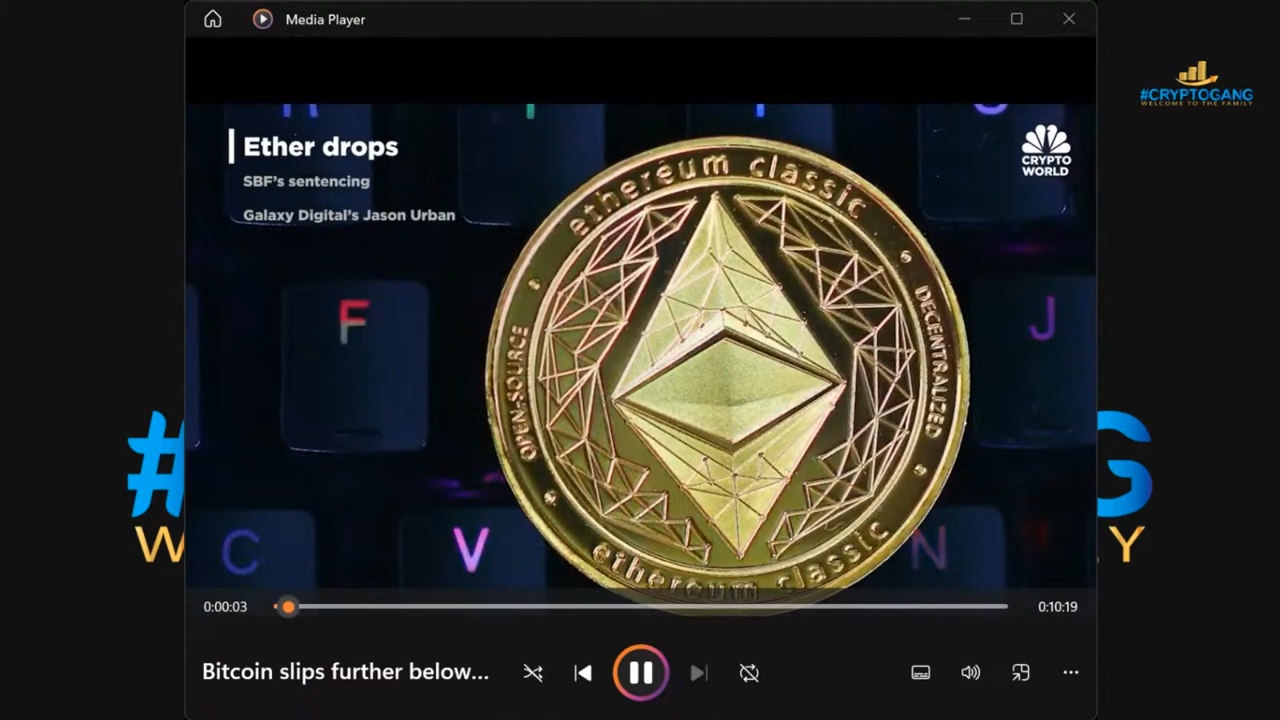 Media Player
#CRYPTOGANG
WELCOME TO THE FAMILY
Ether drops
SBF's sentencing
Galaxy Digital's Jason Urban
CRYPTO
WORLD
ethereum classic
OPEN-SOURCE
DECENTRALIZED
ethereum classic
F
J
C
V
N
#
G
W
Y
0:00:03
0:10:19
Bitcoin slips further below...